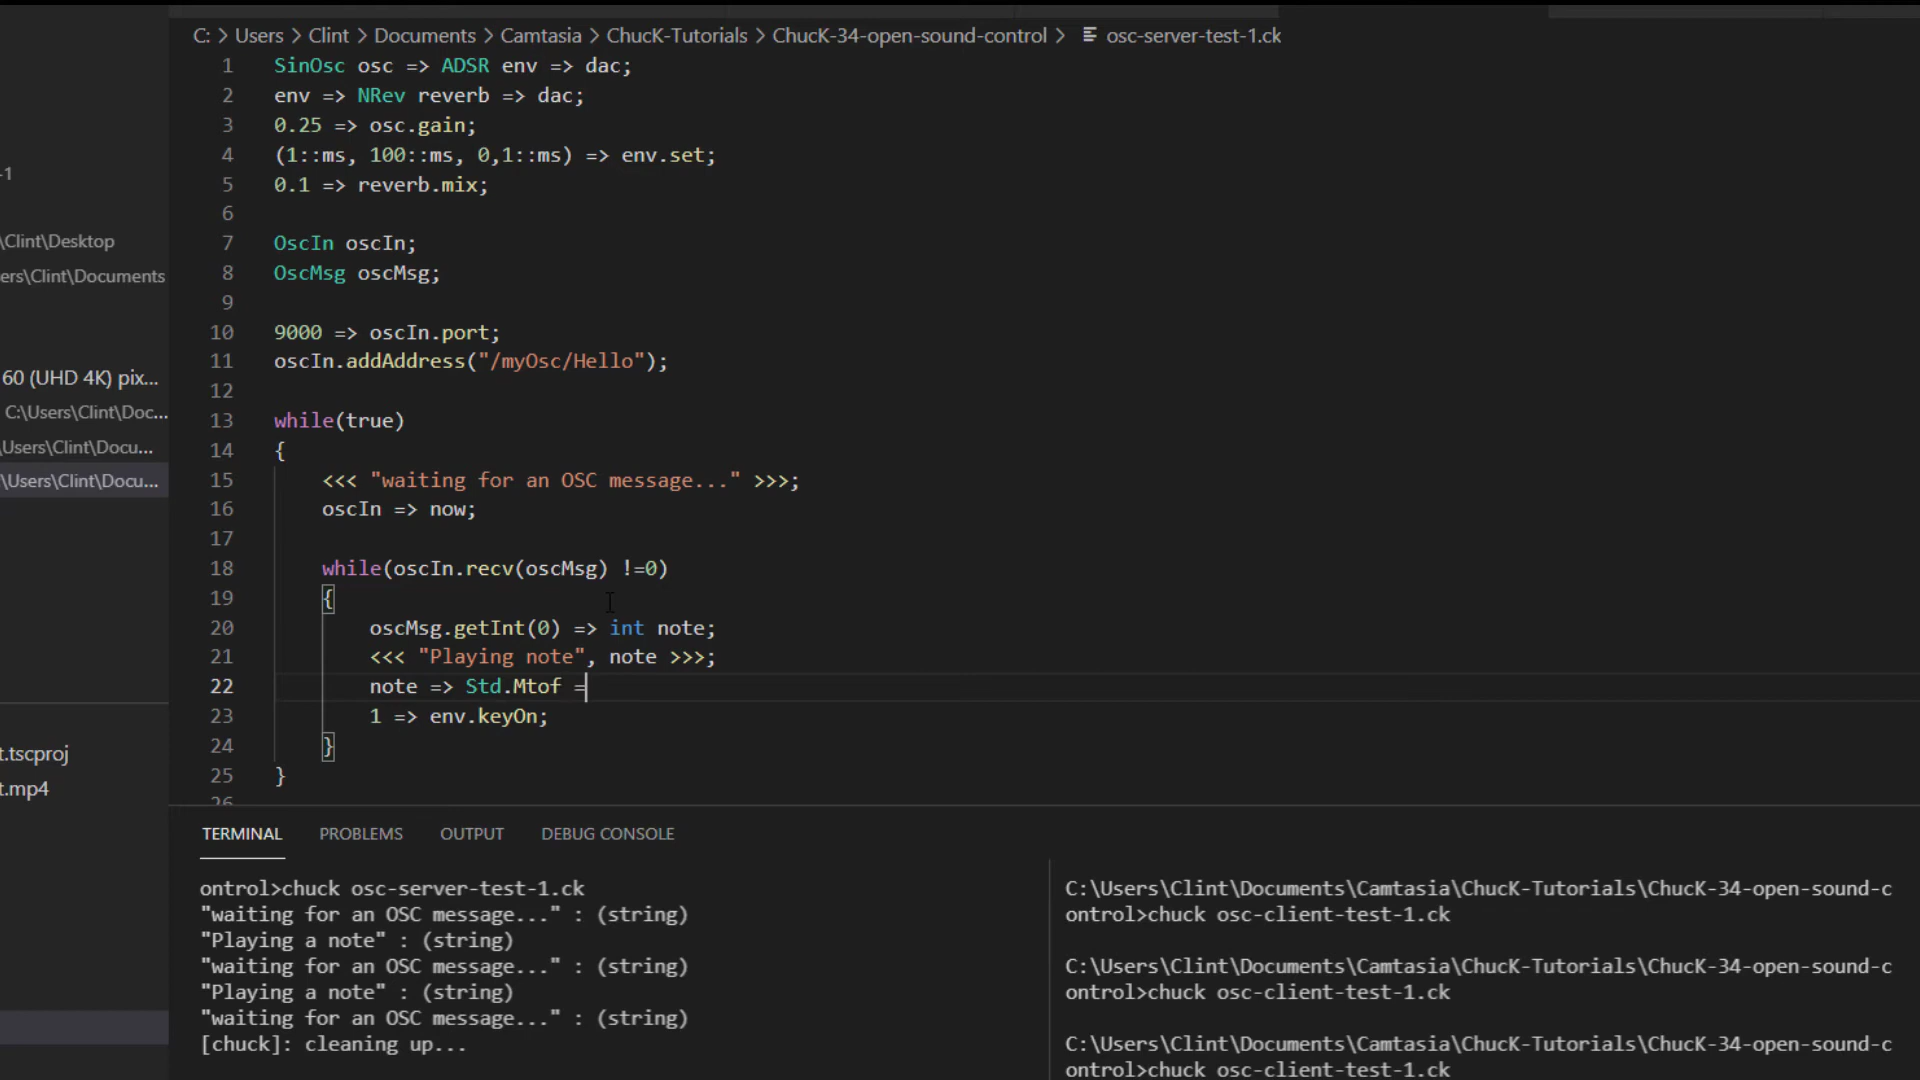 C: > Users > Clint > Documents > Camtasia > ChucK-Tutorials > ChucK-34-open-sound-control > osc-server-test-1.ck
1 SinOsc osc => ADSR env => dac;
2 env => NRev reverb => dac;
3 0.25 => osc.gain;
4 (1::ms, 100::ms, 0,1::ms) => env.set;
5 0.1 => reverb.mix;
6
7 OscIn oscIn;
8 OscMsg oscMsg;
9
10 9000 => oscIn.port;
11 oscIn.addAddress("/myOsc/Hello");
12
13 while(true)
14 {
15 <<< "waiting for an OSC message..." >>>;
16 oscIn => now;
17
18 while(oscIn.recv(oscMsg) !=0)
19 {
20 oscMsg.getInt(0) => int note;
21 <<< "Playing note", note >>>;
22 note => Std.Mtof =
23 1 => env.keyOn;
24 }
25 }
26
-1
\Clint\Desktop
ers\Clint\Documents
60 (UHD 4K) pix...
C:\Users\Clint\Doc...
\Users\Clint\Docu...
\Users\Clint\Docu...
t.tscproj
t.mp4
TERMINAL PROBLEMS OUTPUT DEBUG CONSOLE
ontrol>chuck osc-server-test-1.ck
"waiting for an OSC message..." : (string)
"Playing a note" : (string)
"waiting for an OSC message..." : (string)
"Playing a note" : (string)
"waiting for an OSC message..." : (string)
[chuck]: cleaning up...
C:\Users\Clint\Documents\Camtasia\ChucK-Tutorials\ChucK-34-open-sound-c
ontrol>chuck osc-client-test-1.ck
C:\Users\Clint\Documents\Camtasia\ChucK-Tutorials\ChucK-34-open-sound-c
ontrol>chuck osc-client-test-1.ck
C:\Users\Clint\Documents\Camtasia\ChucK-Tutorials\ChucK-34-open-sound-c
ontrol>chuck osc-client-test-1.ck